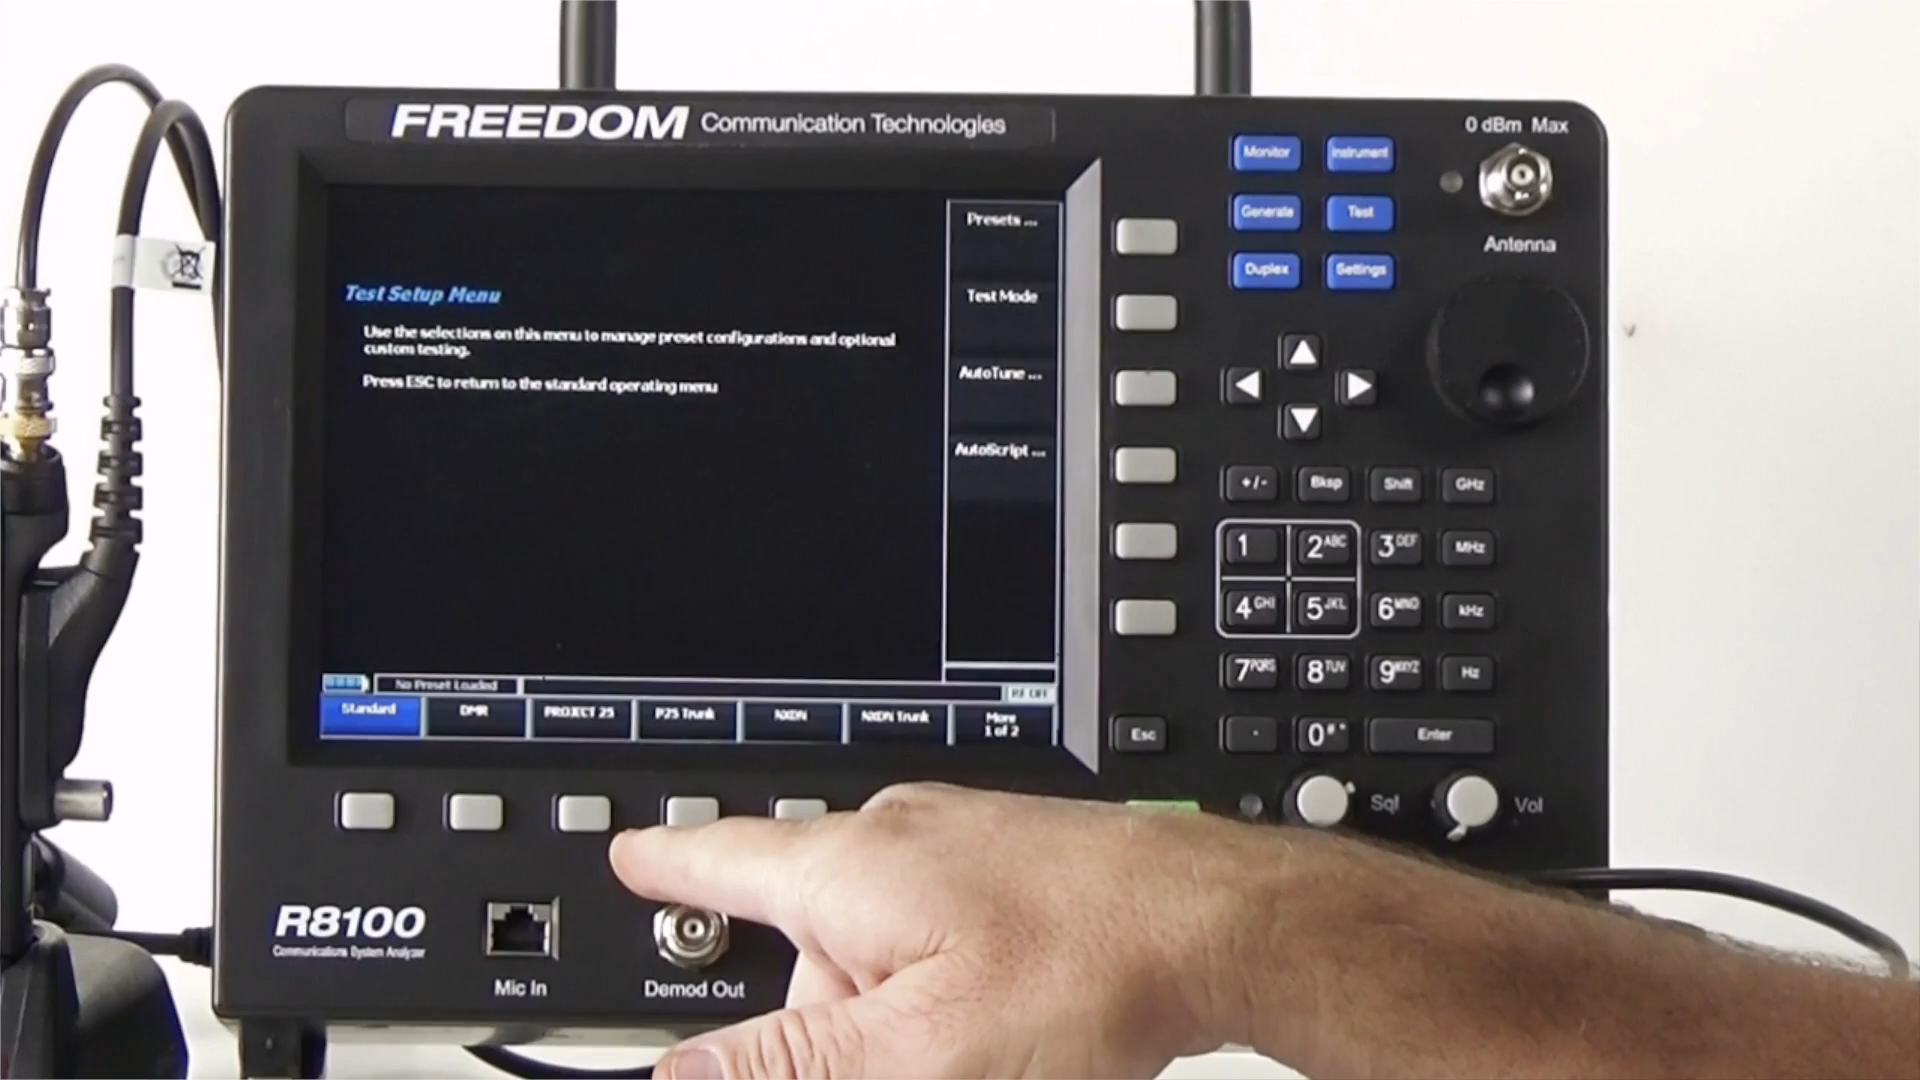 FREEDOM Communication Technologies
0 dBm Max
Monitor
Instrument
Generate
Test
Duplex
Settings
Antenna
Presets ...
Test Mode
AutoTune ...
AutoScript ...
Test Setup Menu
Use the selections on this menu to manage preset configurations and optional
custom testing.
Press ESC to return to the standard operating menu
No Preset Loaded
RF OFF
Standard
DMR
PROJECT 25
P25 Trunk
NXDN
NXDN Trunk
More
1 of 2
+/-
Bksp
Shift
GHz
1
2ABC
3DEF
MHz
4GHI
5JKL
6MNO
kHz
7PQRS
8TUV
9WXYZ
Hz
Esc
.
0#*
Enter
Sql
Vol
R8100
Communications System Analyzer
Mic In
Demod Out